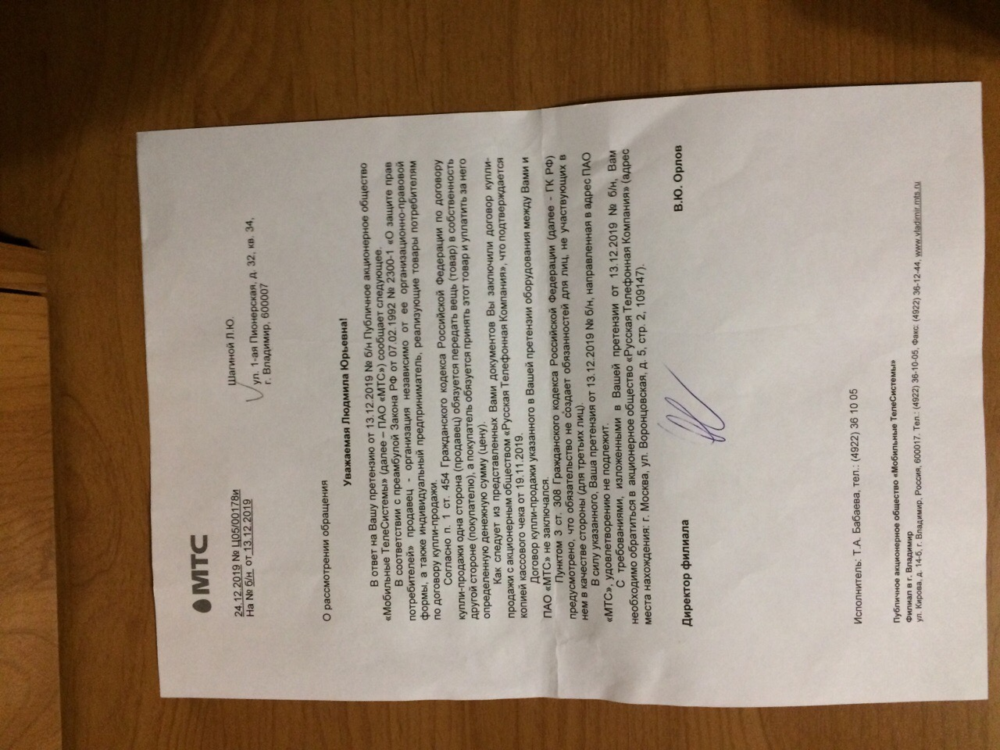 МТС
24.12.2019 № Ц05/00178и
На № б/н от 13.12.2019
Шагиной Л.Ю.
ул. 1-ая Пионерская, д. 32, кв. 34,
г. Владимир, 600007
О рассмотрении обращения
Уважаемая Людмила Юрьевна!
В ответ на Вашу претензию от 13.12.2019 № б/н Публичное акционерное общество
«Мобильные ТелеСистемы» (далее – ПАО «МТС») сообщает следующее.
В соответствии с преамбулой Закона РФ от 07.02.1992 № 2300-1 «О защите прав
потребителей» продавец - организация независимо от ее организационно-правовой
формы, а также индивидуальный предприниматель, реализующие товары потребителям
по договору купли-продажи.
Согласно п. 1 ст. 454 Гражданского кодекса Российской Федерации по договору
купли-продажи одна сторона (продавец) обязуется передать вещь (товар) в собственность
другой стороне (покупателю), а покупатель обязуется принять этот товар и уплатить за него
определенную денежную сумму (цену).
Как следует из представленных Вами документов Вы заключили договор купли-
продажи с акционерным обществом «Русская Телефонная Компания», что подтверждается
копией кассового чека от 19.11.2019.
Договор купли-продажи указанного в Вашей претензии оборудования между Вами и
ПАО «МТС» не заключался.
Пунктом 3 ст. 308 Гражданского кодекса Российской Федерации (далее - ГК РФ)
предусмотрено, что обязательство не создает обязанностей для лиц, не участвующих в
нем в качестве стороны (для третьих лиц).
В силу указанного, Ваша претензия от 13.12.2019 № б/н, направленная в адрес ПАО
«МТС», удовлетворению не подлежит.
С требованиями, изложенными в Вашей претензии от 13.12.2019 № б/н, Вам
необходимо обратиться в акционерное общество «Русская Телефонная Компания» (адрес
места нахождения: г. Москва, ул. Воронцовская, д. 5, стр. 2, 109147).
Директор филиала
В.Ю. Орлов
Исполнитель: Т.А. Бабаева, тел.: (4922) 36 10 05
Публичное акционерное общество «Мобильные ТелеСистемы»
Филиал в г. Владимир
ул. Кирова, д. 14-б, г. Владимир, Россия, 600017. Тел.: (4922) 36-10-05, Факс: (4922) 36-12-44, www.vladimir.mts.ru